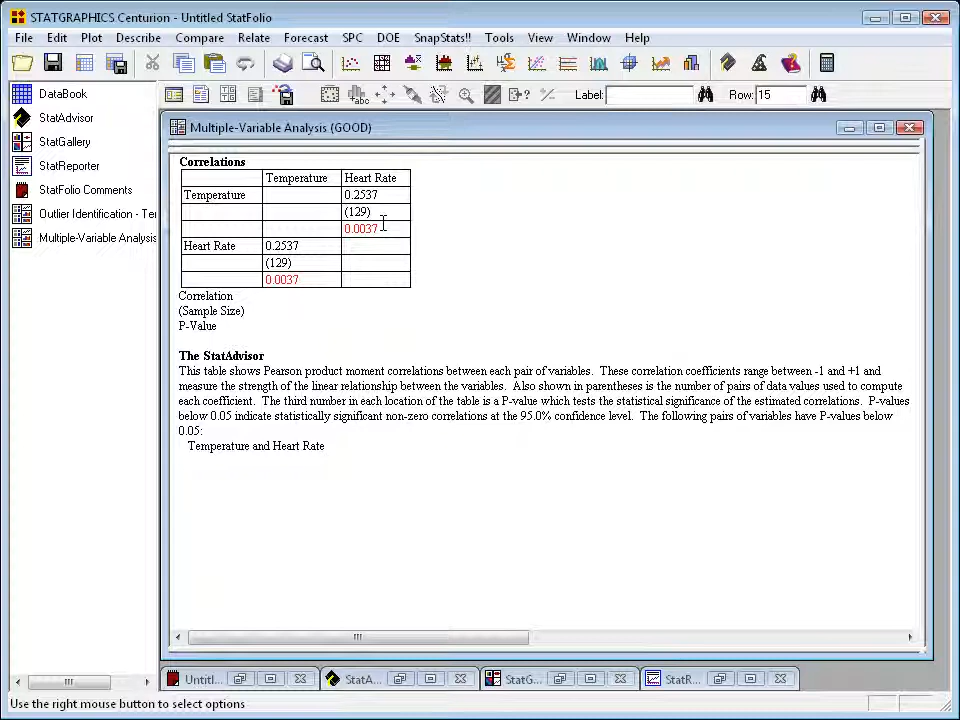 STATGRAPHICS Centurion - Untitled StatFolio
File Edit Plot Describe Compare Relate Forecast SPC DOE SnapStats!! Tools View Window Help
Label: Row: 15
DataBook
StatAdvisor
StatGallery
StatReporter
StatFolio Comments
Outlier Identification - Ter
Multiple-Variable Analysis
Multiple-Variable Analysis (GOOD)
Correlations
Temperature Heart Rate
Temperature 0.2537
(129)
0.0037
Heart Rate 0.2537
(129)
0.0037
Correlation
(Sample Size)
P-Value
The StatAdvisor
This table shows Pearson product moment correlations between each pair of variables. These correlation coefficients range between -1 and +1 and
measure the strength of the linear relationship between the variables. Also shown in parentheses is the number of pairs of data values used to compute
each coefficient. The third number in each location of the table is a P-value which tests the statistical significance of the estimated correlations. P-values
below 0.05 indicate statistically significant non-zero correlations at the 95.0% confidence level. The following pairs of variables have P-values below
0.05:
Temperature and Heart Rate
Untitl... StatA... StatG... StatR...
Use the right mouse button to select options